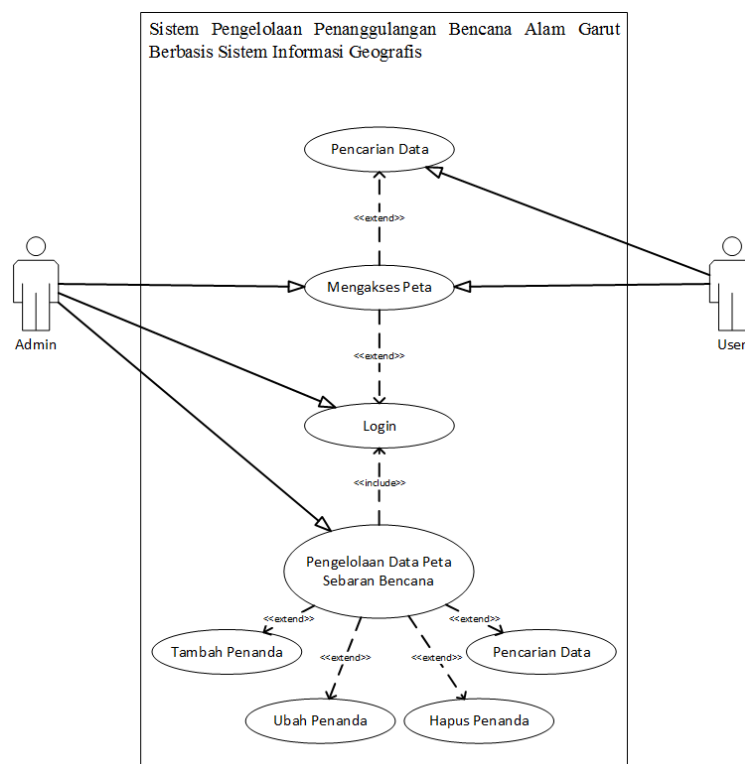 Sistem Pengelolaan Penanggulangan Bencana Alam Garut
Berbasis Sistem Informasi Geografis
Pencarian Data
<<extend>>
Mengakses Peta
Admin
User
<<extend>>
Login
<<include>>
Pengelolaan Data Peta
Sebaran Bencana
<<extend>>
<<extend>>
<<extend>>
<<extend>>
Tambah Penanda
Pencarian Data
Ubah Penanda
Hapus Penanda